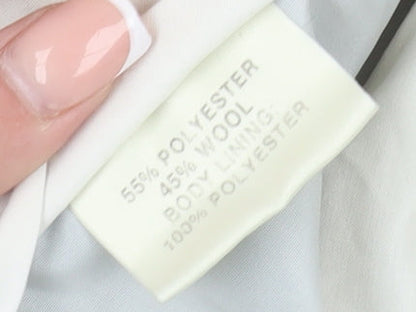 55% POLYESTER
45% WOOL
BODY LINING-
100% POLYESTER